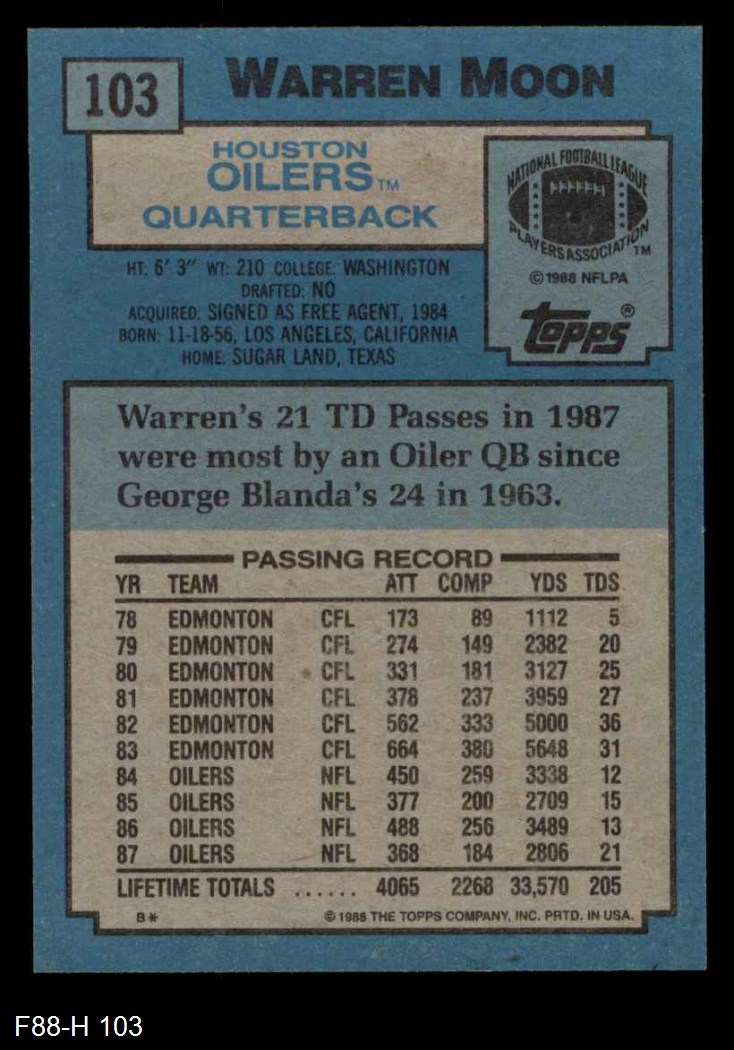 103
WARREN MOON
HOUSTON
OILERS™
QUARTERBACK
NATIONAL FOOTBALL LEAGUE
PLAYERS ASSOCIATION™
©1988 NFLPA
topps®
HT: 6' 3" WT: 210 COLLEGE: WASHINGTON
DRAFTED: NO
ACQUIRED: SIGNED AS FREE AGENT, 1984
BORN: 11-18-56, LOS ANGELES, CALIFORNIA
HOME: SUGAR LAND, TEXAS
Warren's 21 TD Passes in 1987
were most by an Oiler QB since
George Blanda's 24 in 1963.
PASSING RECORD
YR TEAM ATT COMP YDS TDS
78 EDMONTON CFL 173 89 1112 5
79 EDMONTON CFL 274 149 2382 20
80 EDMONTON CFL 331 181 3127 25
81 EDMONTON CFL 378 237 3959 27
82 EDMONTON CFL 562 333 5000 36
83 EDMONTON CFL 664 380 5648 31
84 OILERS NFL 450 259 3338 12
85 OILERS NFL 377 200 2709 15
86 OILERS NFL 488 256 3489 13
87 OILERS NFL 368 184 2806 21
LIFETIME TOTALS ...... 4065 2268 33,570 205
B* ©1988 THE TOPPS COMPANY, INC. PRTD. IN USA.
F88-H 103